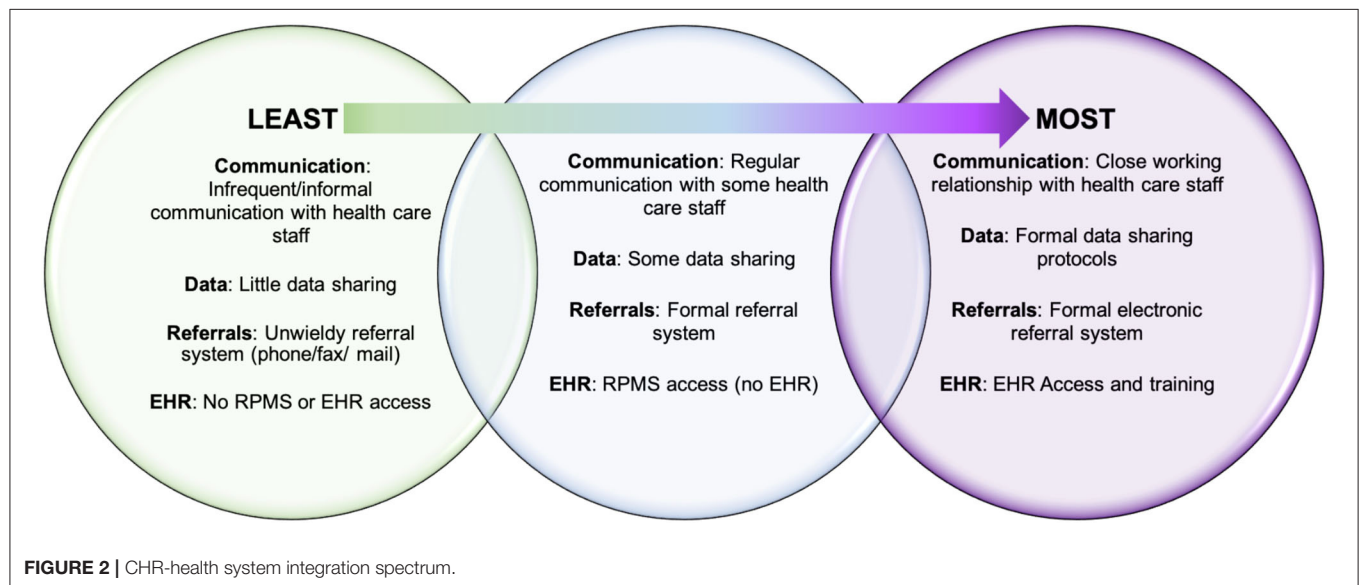 LEAST
Communication:
Infrequent/informal
communication with health care
staff
Data: Little data sharing
Referrals: Unwieldy referral
system (phone/fax/ mail)
EHR: No RPMS or EHR access
Communication: Regular
communication with some health
care staff
Data: Some data sharing
Referrals: Formal referral
system
EHR: RPMS access (no EHR)
MOST
Communication: Close working
relationship with health care staff
Data: Formal data sharing
protocols
Referrals: Formal electronic
referral system
EHR: EHR Access and training
FIGURE 2 | CHR-health system integration spectrum.